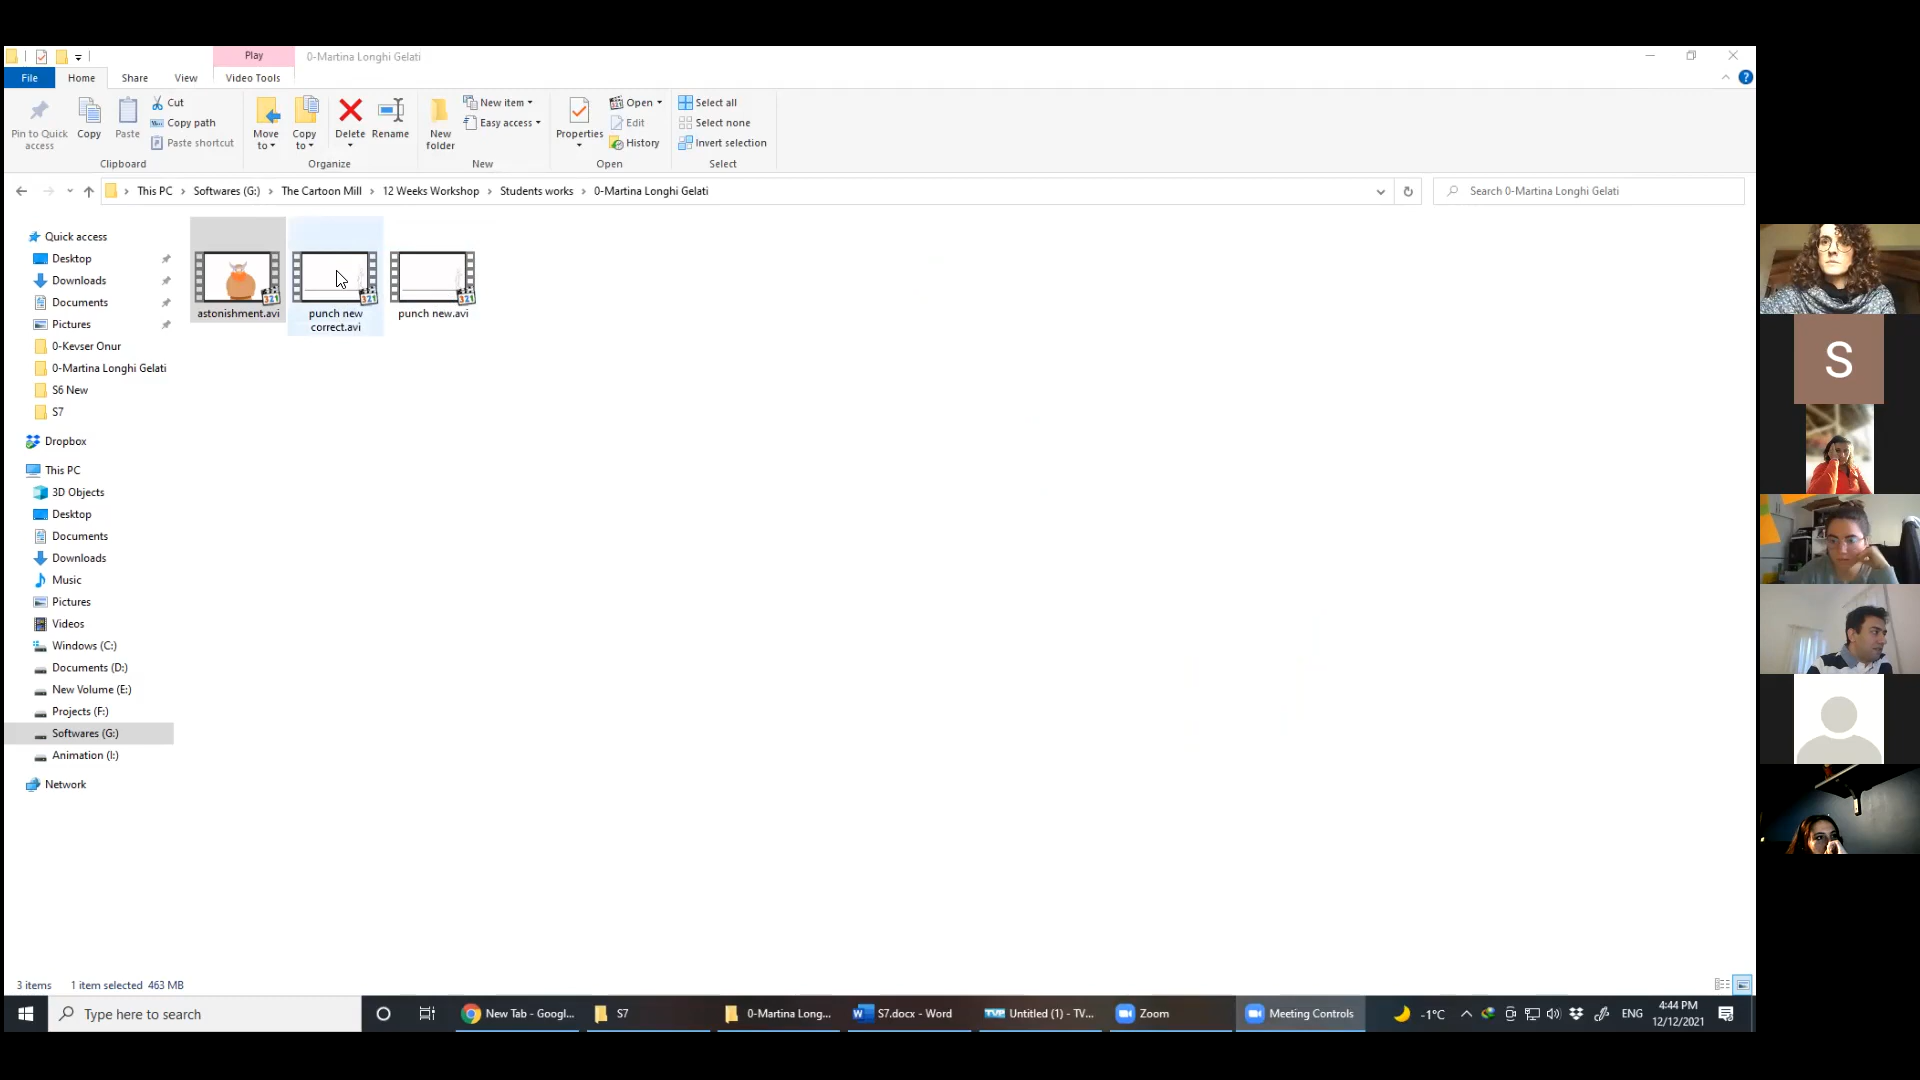 Play
0-Martina Longhi Gelati
File
Home
Share
View
Video Tools
Pin to Quick access
Copy
Paste
Cut
Copy path
Paste shortcut
Clipboard
Move to
Copy to
Delete
Rename
Organize
New folder
New item
Easy access
New
Properties
Open
Edit
History
Open
Select all
Select none
Invert selection
Select
This PC
Softwares (G:)
The Cartoon Mill
12 Weeks Workshop
Students works
0-Martina Longhi Gelati
Search 0-Martina Longhi Gelati
Quick access
Desktop
Downloads
Documents
Pictures
0-Kevser Onur
0-Martina Longhi Gelati
S6 New
S7
Dropbox
This PC
3D Objects
Desktop
Documents
Downloads
Music
Pictures
Videos
Windows (C:)
Documents (D:)
New Volume (E:)
Projects (F:)
Softwares (G:)
Animation (I:)
Network
321
astonishment.avi
321
punch new
correct.avi
321
punch new.avi
S
3 items 1 item selected 463 MB
Type here to search
New Tab - Googl...
S7
0-Martina Long...
S7.docx - Word
Untitled (1) - TV...
Zoom
Meeting Controls
-1°C
ENG
4:44 PM
12/12/2021